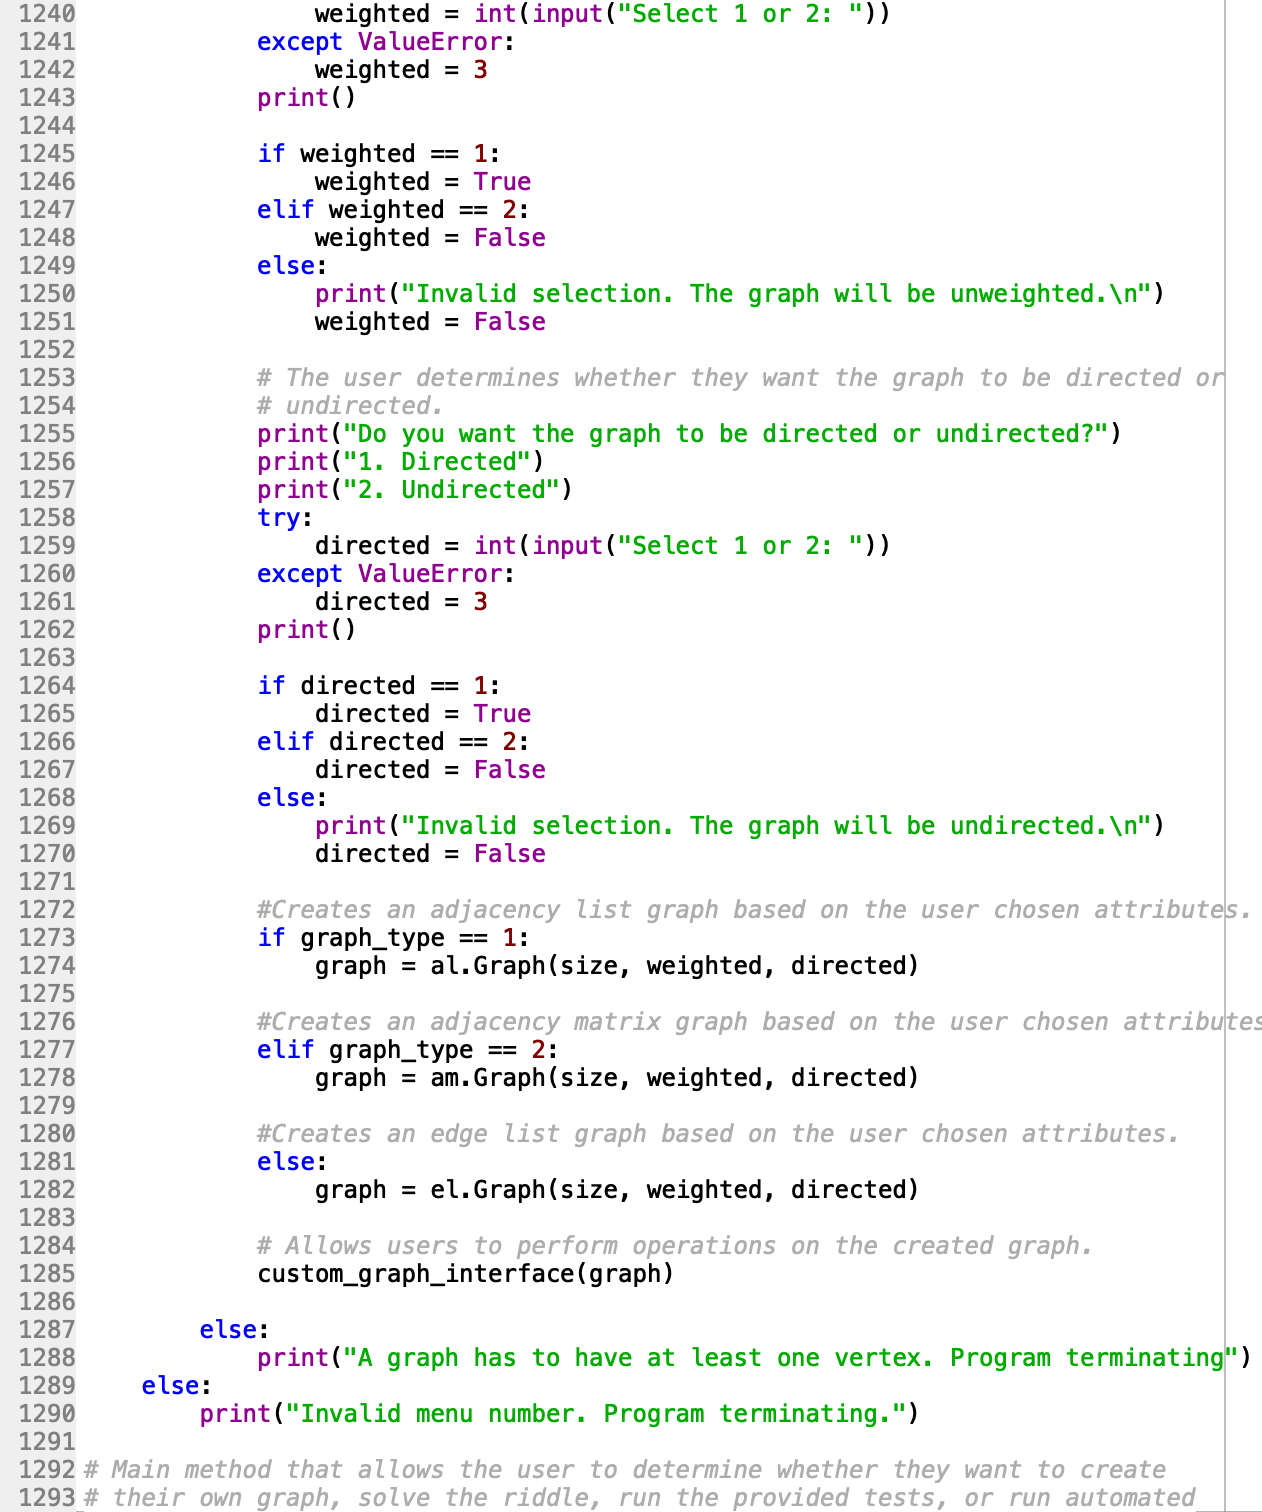 1240                 weighted = int(input("Select 1 or 2: "))
1241             except ValueError:
1242                 weighted = 3
1243             print()
1244
1245             if weighted == 1:
1246                 weighted = True
1247             elif weighted == 2:
1248                 weighted = False
1249             else:
1250                 print("Invalid selection. The graph will be unweighted.\n")
1251                 weighted = False
1252
1253             # The user determines whether they want the graph to be directed or
1254             # undirected.
1255             print("Do you want the graph to be directed or undirected?")
1256             print("1. Directed")
1257             print("2. Undirected")
1258             try:
1259                 directed = int(input("Select 1 or 2: "))
1260             except ValueError:
1261                 directed = 3
1262             print()
1263
1264             if directed == 1:
1265                 directed = True
1266             elif directed == 2:
1267                 directed = False
1268             else:
1269                 print("Invalid selection. The graph will be undirected.\n")
1270                 directed = False
1271
1272             #Creates an adjacency list graph based on the user chosen attributes.
1273             if graph_type == 1:
1274                 graph = al.Graph(size, weighted, directed)
1275
1276             #Creates an adjacency matrix graph based on the user chosen attributes
1277             elif graph_type == 2:
1278                 graph = am.Graph(size, weighted, directed)
1279
1280             #Creates an edge list graph based on the user chosen attributes.
1281             else:
1282                 graph = el.Graph(size, weighted, directed)
1283
1284             # Allows users to perform operations on the created graph.
1285             custom_graph_interface(graph)
1286
1287         else:
1288             print("A graph has to have at least one vertex. Program terminating")
1289     else:
1290         print("Invalid menu number. Program terminating.")
1291
1292 # Main method that allows the user to determine whether they want to create
1293 # their own graph, solve the riddle, run the provided tests, or run automated